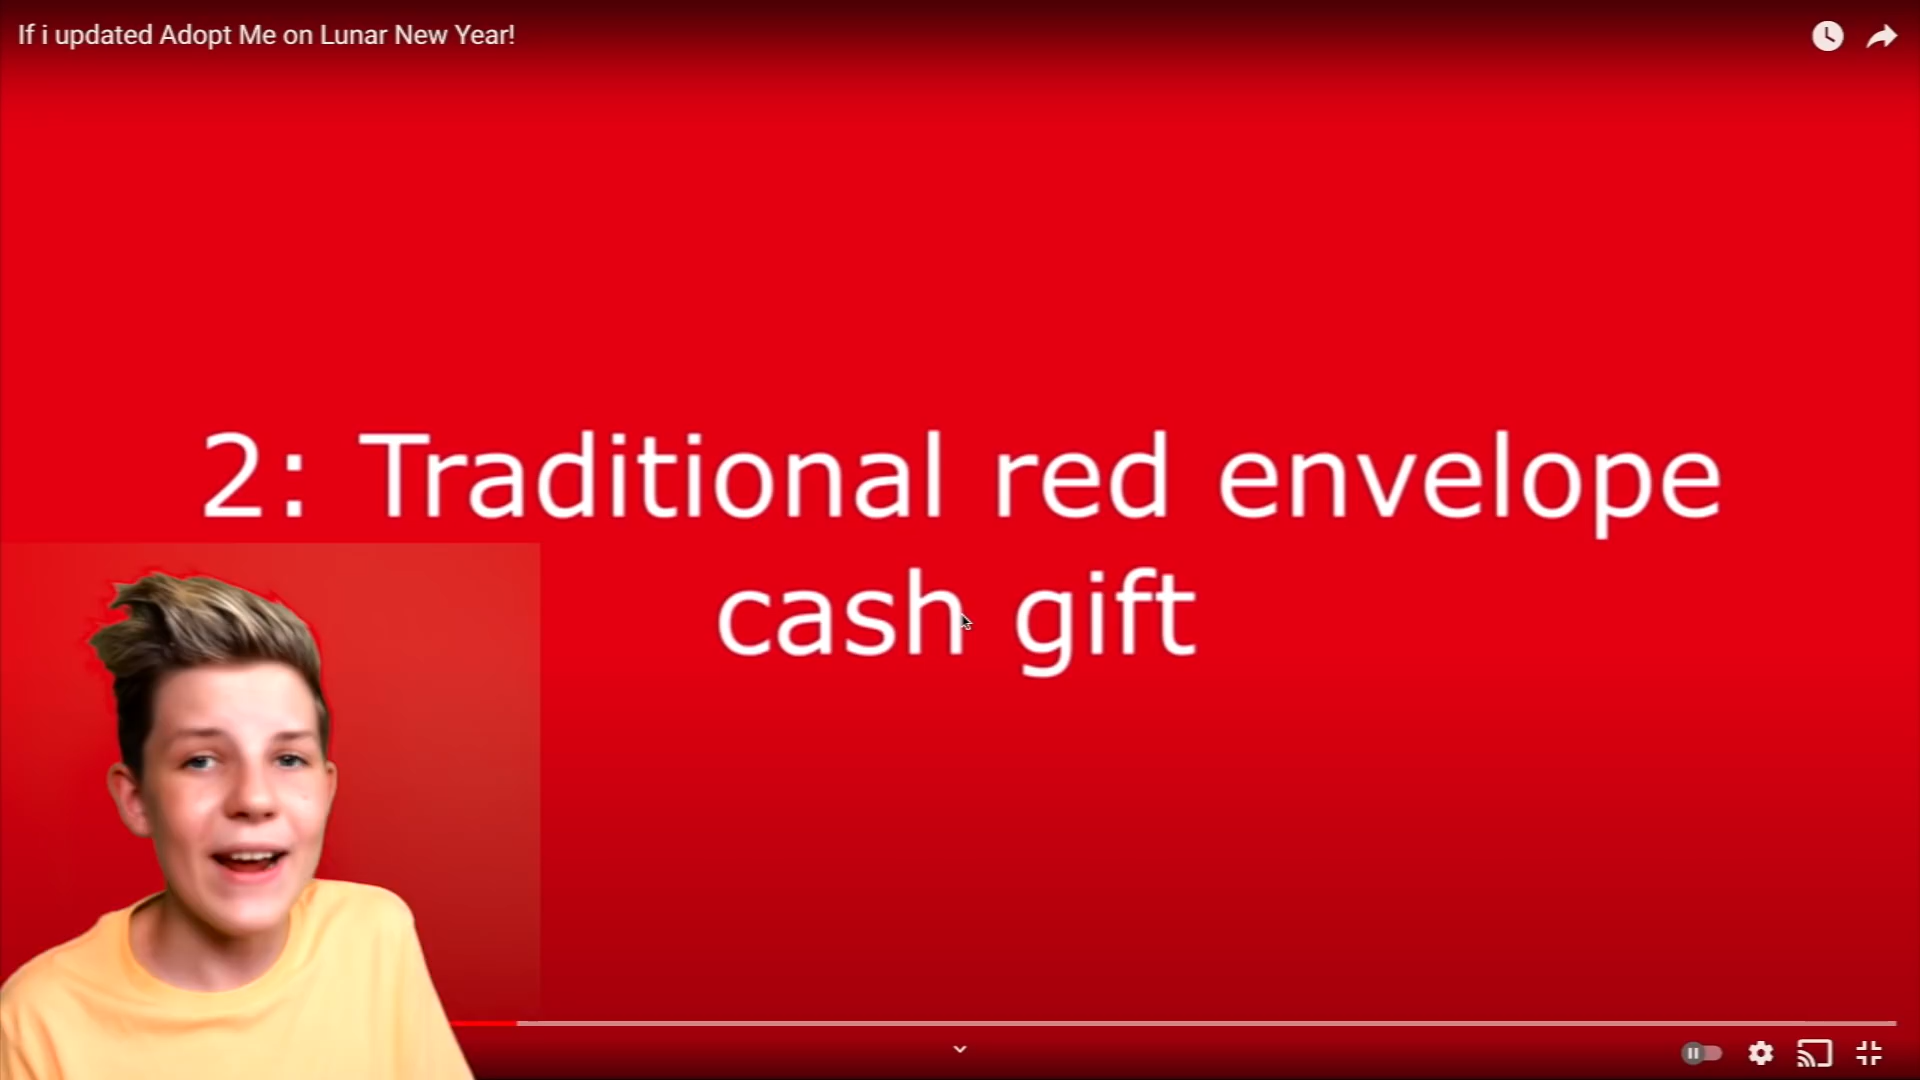 If i updated Adopt Me on Lunar New Year!
2: Traditional red envelope
cash gift